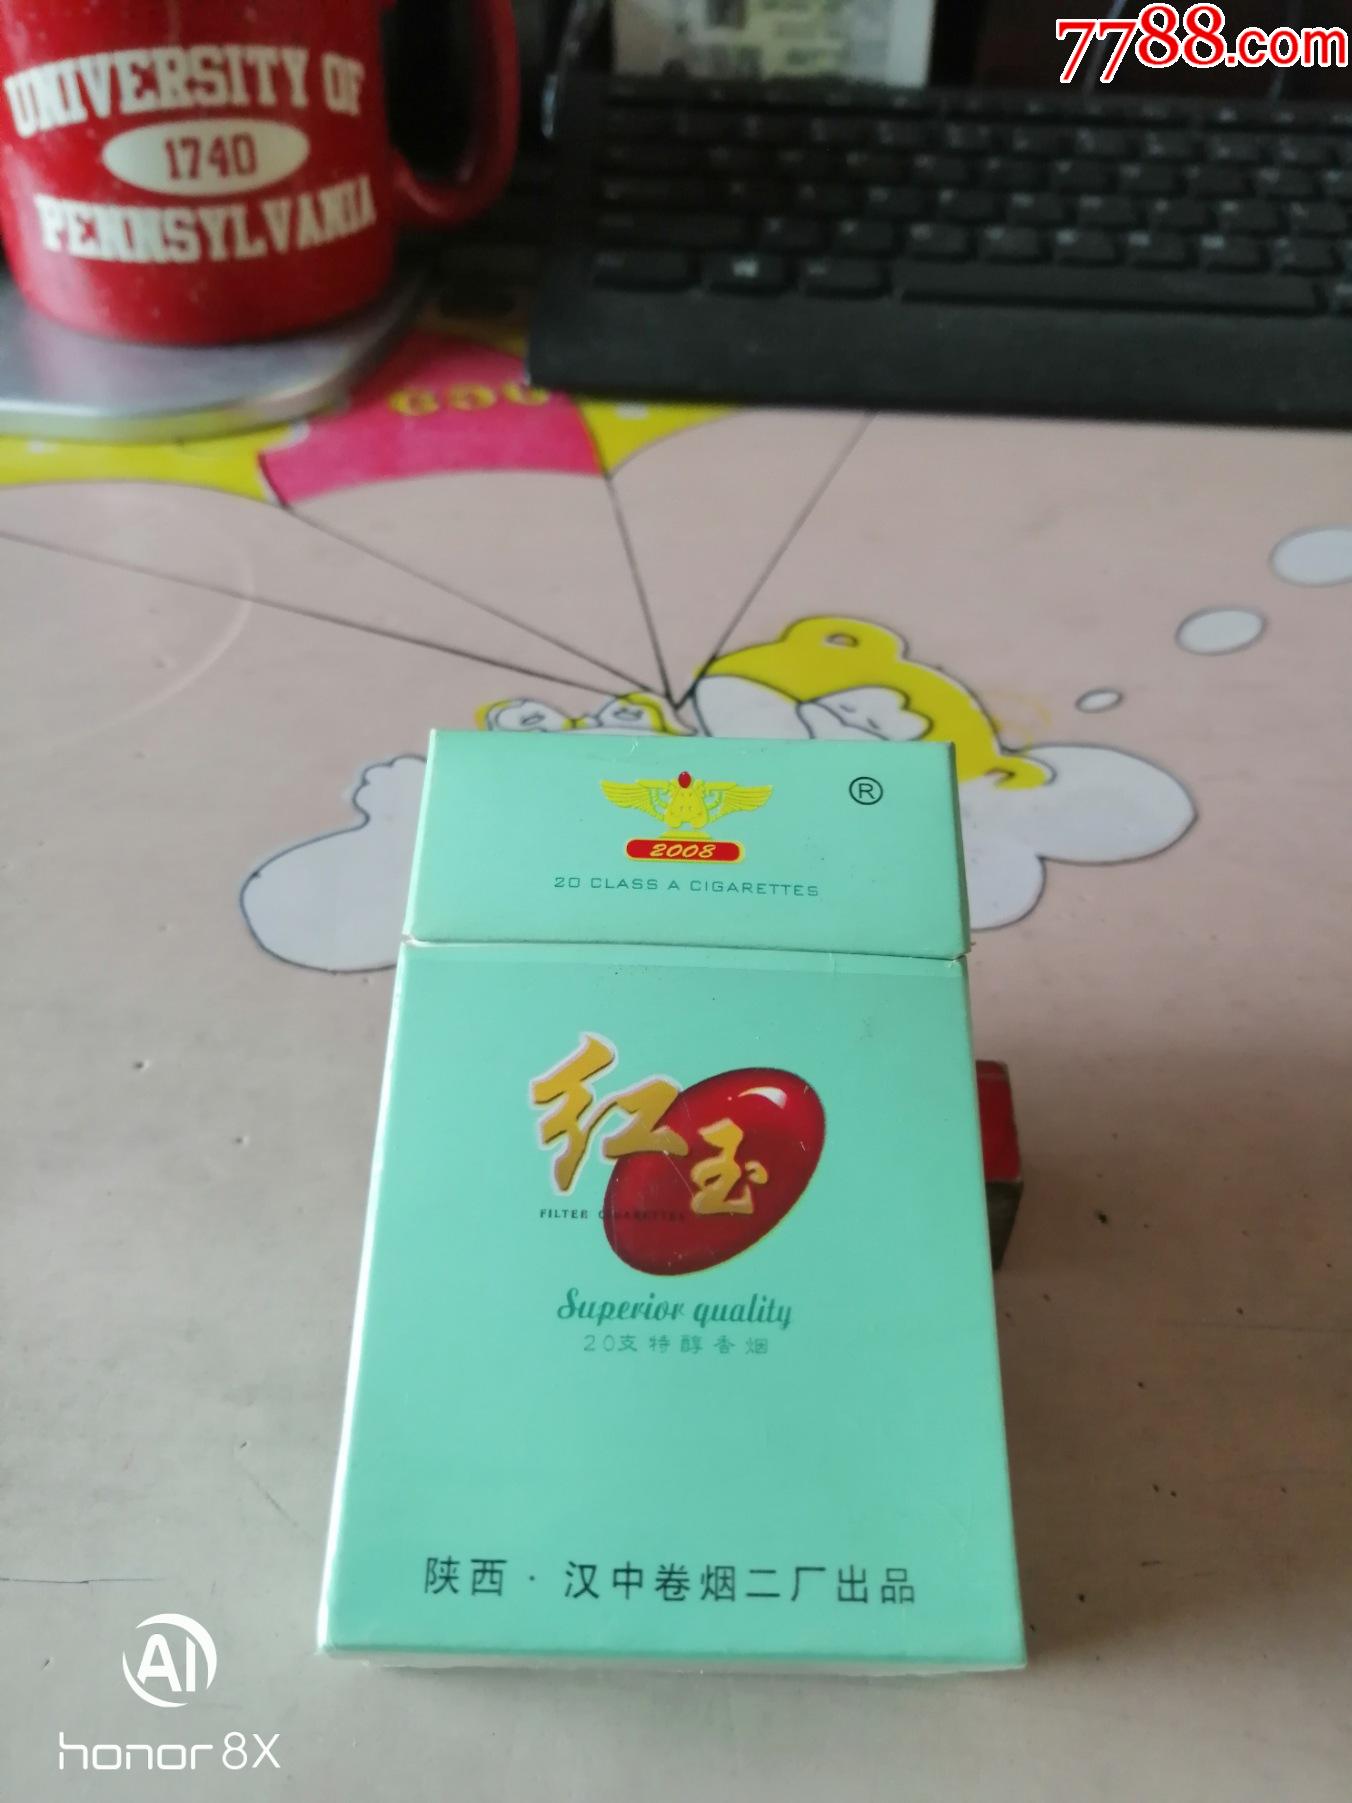 7788.com
UNIVERSITY OF
1740
PENNSYLVANIA
®
2008
20 CLASS A CIGARETTES
红玉
FILTER CIGARETTES
Superior quality
20支特醇香烟
陕西·汉中卷烟二厂出品
AI
honor 8X